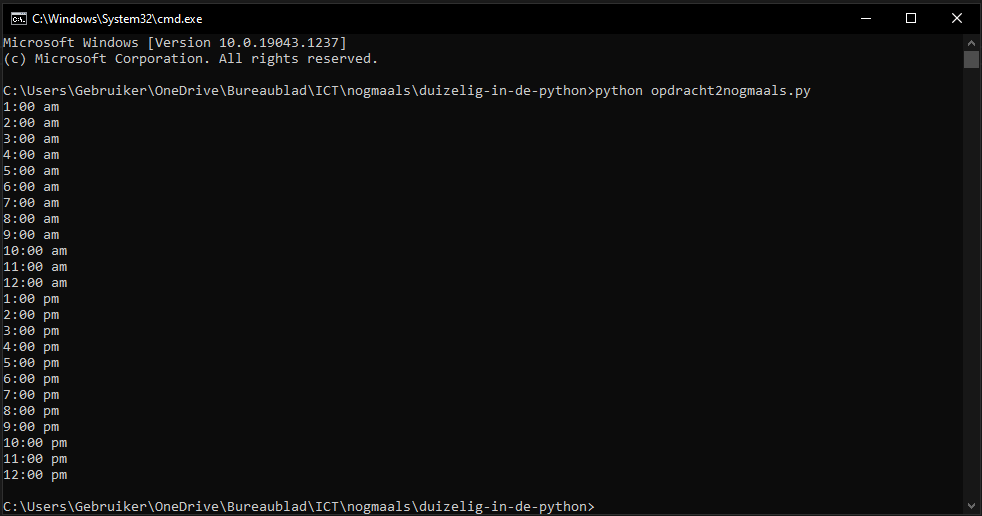 C:\Windows\System32\cmd.exe
Microsoft Windows [Version 10.0.19043.1237]
(c) Microsoft Corporation. All rights reserved.
C:\Users\Gebruiker\OneDrive\Bureaublad\ICT\nogmaals\duizelig-in-de-python>python opdracht2nogmaals.py
1:00 am
2:00 am
3:00 am
4:00 am
5:00 am
6:00 am
7:00 am
8:00 am
9:00 am
10:00 am
11:00 am
12:00 am
1:00 pm
2:00 pm
3:00 pm
4:00 pm
5:00 pm
6:00 pm
7:00 pm
8:00 pm
9:00 pm
10:00 pm
11:00 pm
12:00 pm
C:\Users\Gebruiker\OneDrive\Bureaublad\ICT\nogmaals\duizelig-in-de-python>